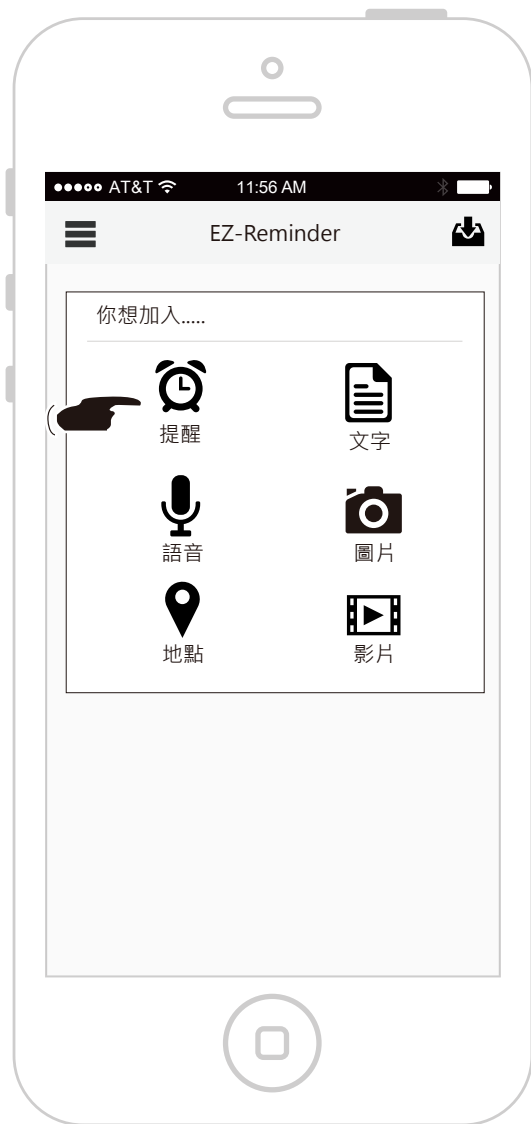 AT&T 11:56 AM
EZ-Reminder
你想加入.....
提醒 文字
語音 圖片
地點 影片